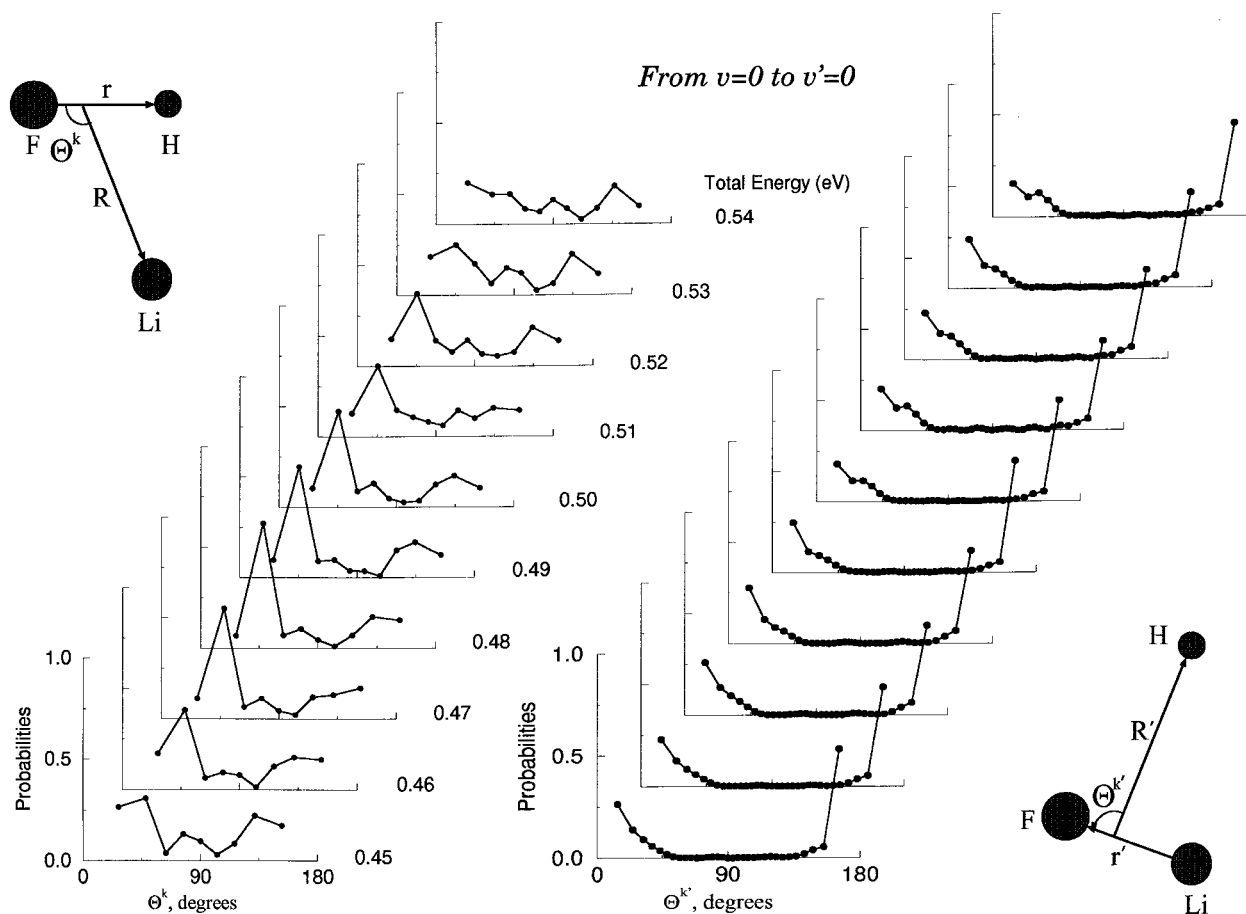 From v=0 to v'=0
r
F
H
Θ^k
R
Li
Total Energy (eV)
0.54
0.53
0.52
0.51
0.50
0.49
0.48
0.47
0.46
0.45
1.0
0.5
0.0
Probabilities
0
90
180
Θ^k, degrees
1.0
0.5
0.0
Probabilities
0
90
180
Θ^k', degrees
H
R'
Θ^k'
F
r'
Li